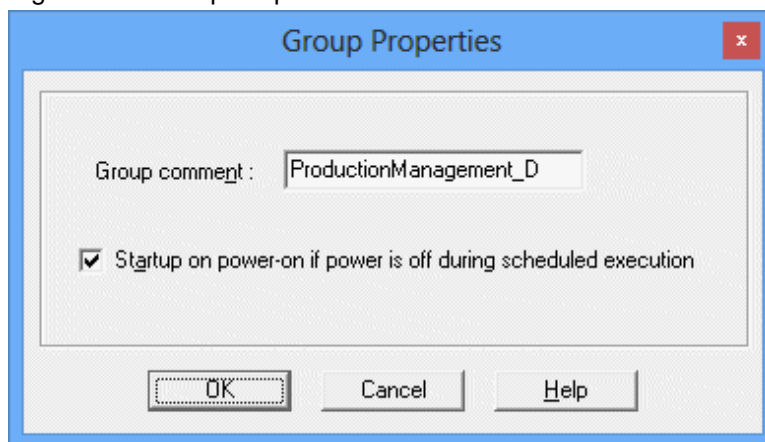 Group Properties
x
Group comment :
ProductionManagement_D
Startup on power-on if power is off during scheduled execution
OK
Cancel
Help